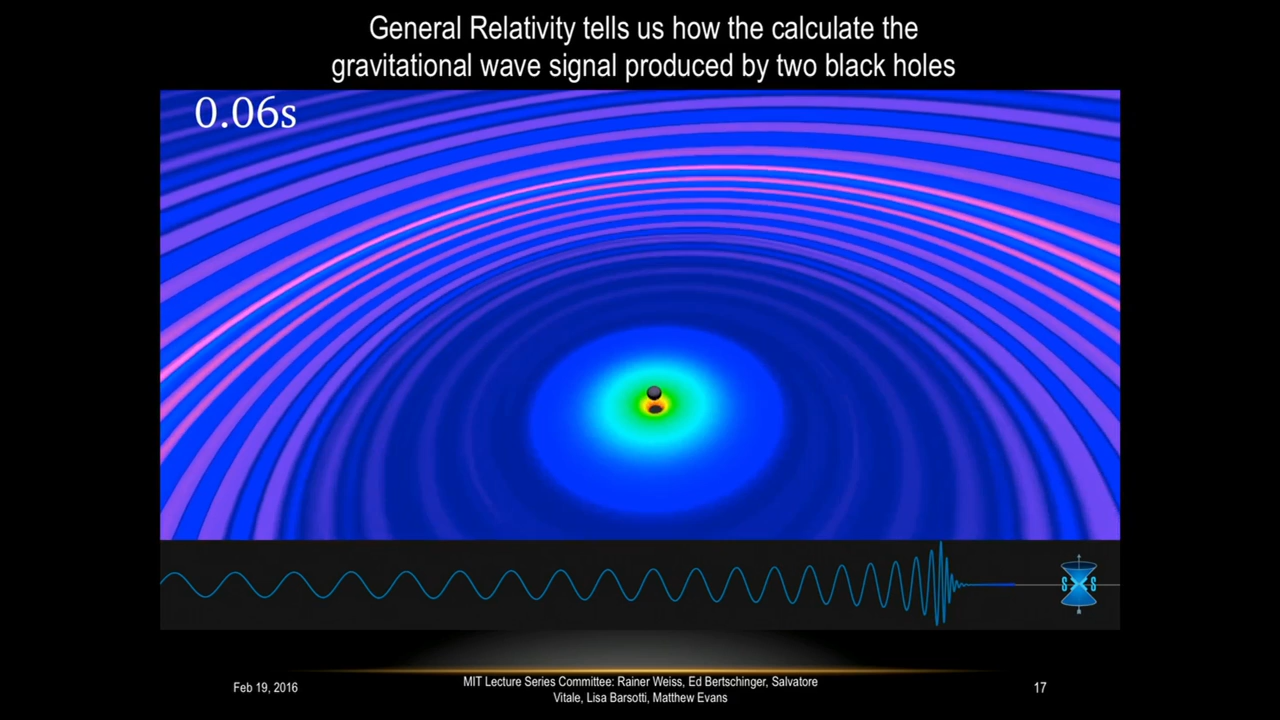 General Relativity tells us how the calculate the
gravitational wave signal produced by two black holes
0.06s
SXS
Feb 19, 2016
MIT Lecture Series Committee: Rainer Weiss, Ed Bertschinger, Salvatore
Vitale, Lisa Barsotti, Matthew Evans
17